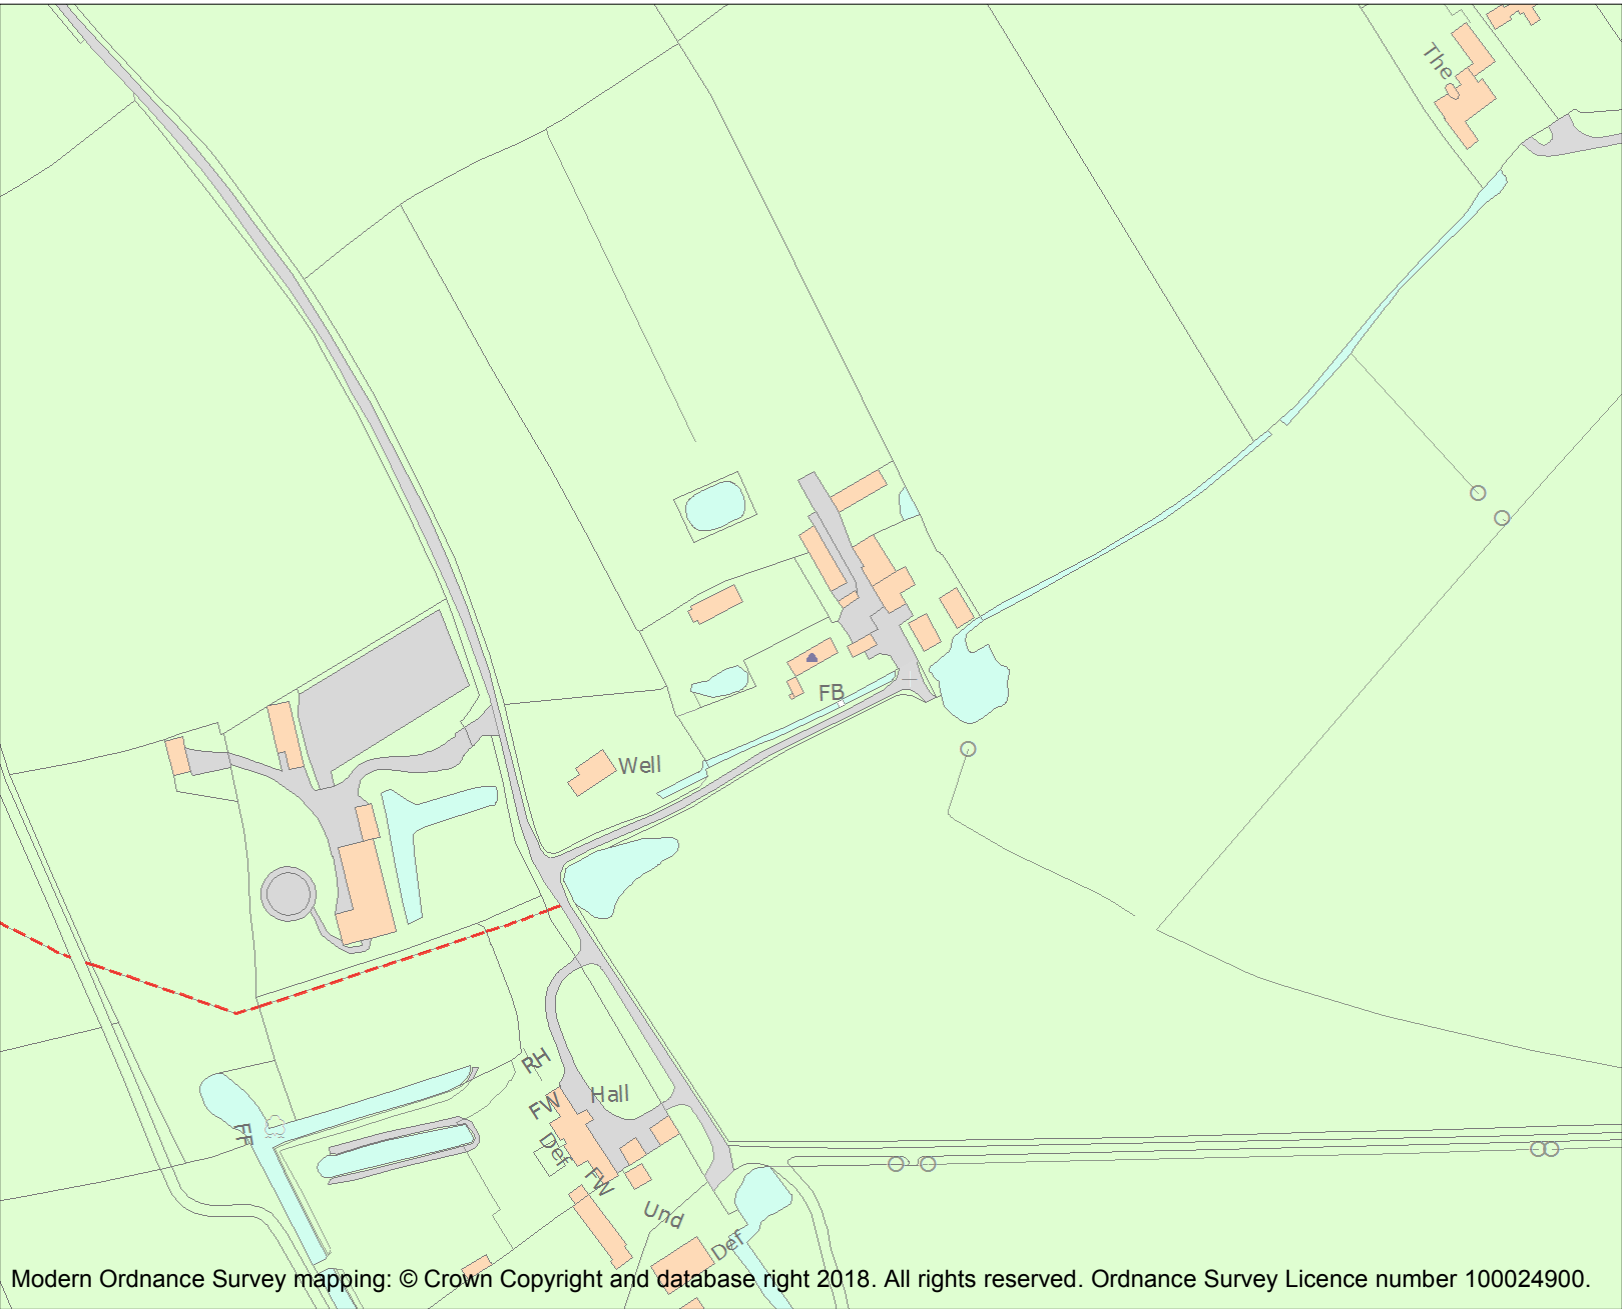 The
FB
Well
RH
Hall
FW
FF
Def
FW
Und
Def
Modern Ordnance Survey mapping: © Crown Copyright and database right 2018. All rights reserved. Ordnance Survey Licence number 100024900.